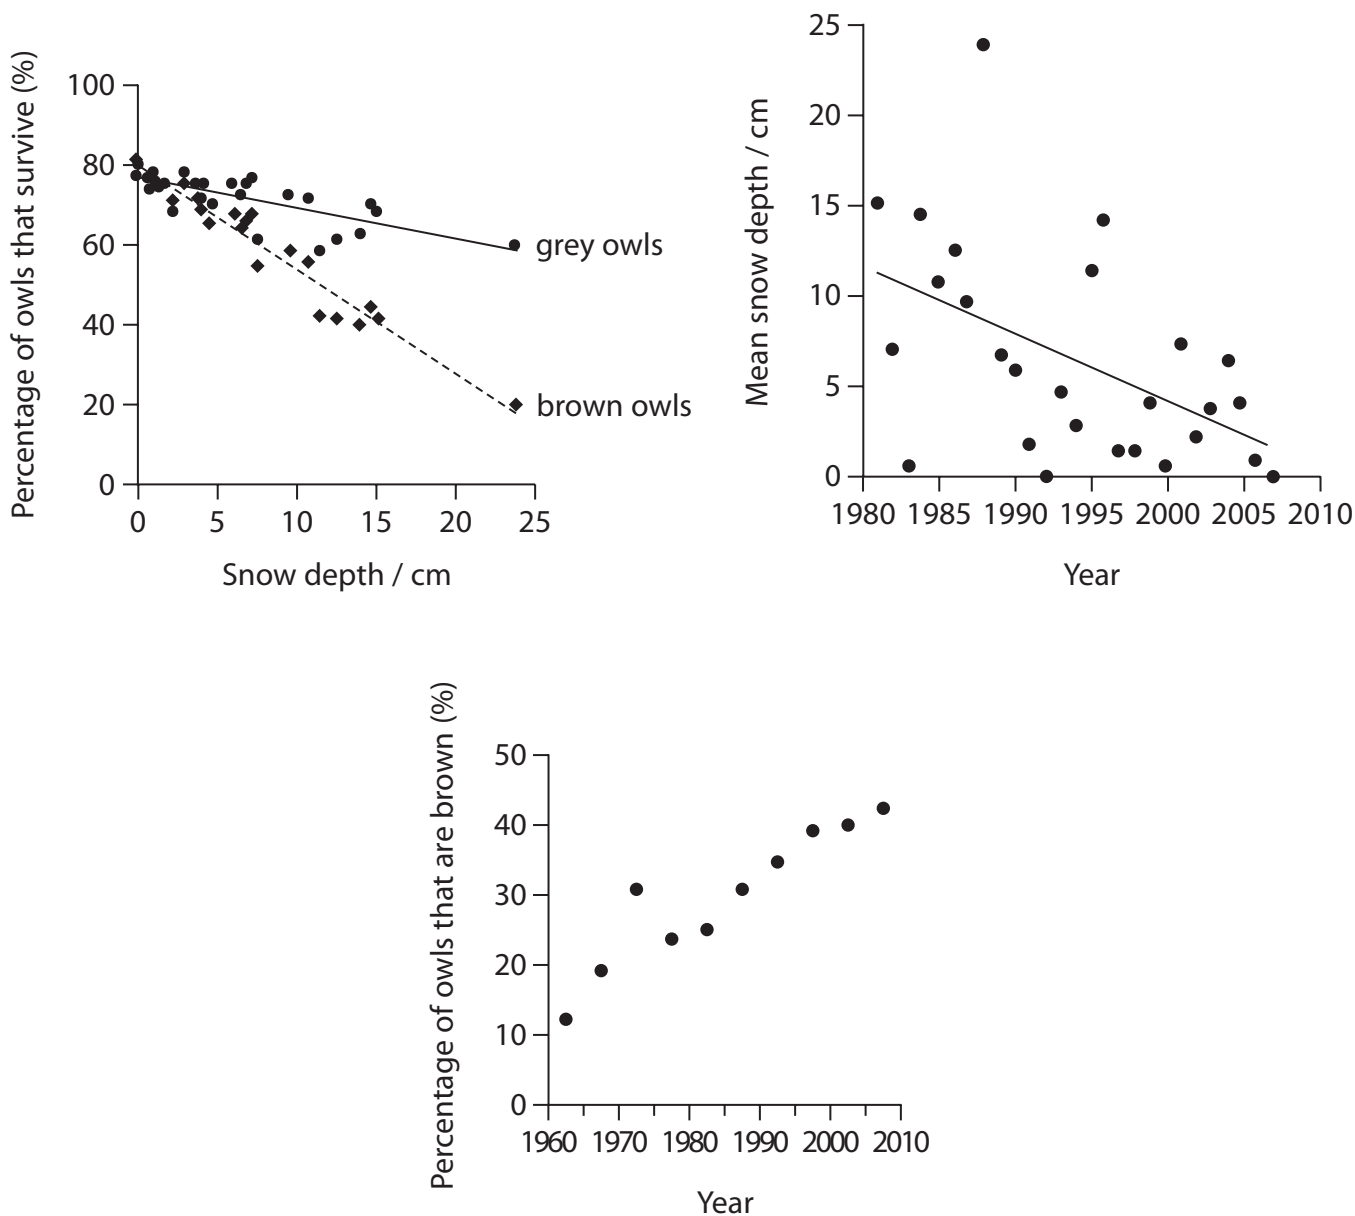 Percentage of owls that survive (%)
100
80
60
40
20
0
0 5 10 15 20 25
Snow depth / cm
grey owls
brown owls
Mean snow depth / cm
25
20
15
10
5
0
1980 1985 1990 1995 2000 2005 2010
Year
Percentage of owls that are brown (%)
50
40
30
20
10
0
1960 1970 1980 1990 2000 2010
Year